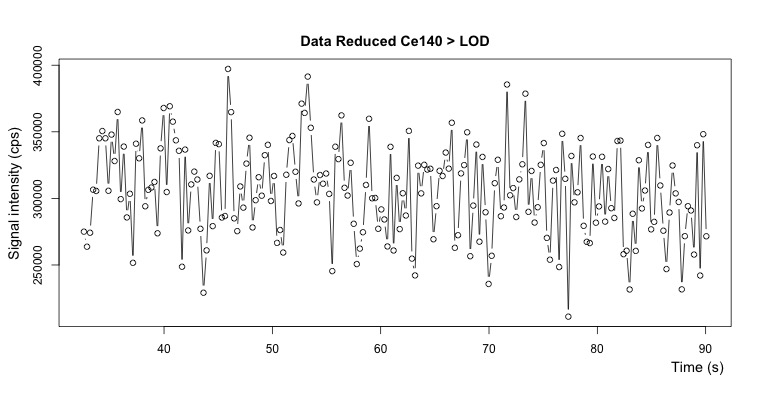 Data Reduced Ce140 > LOD
Signal intensity (cps)
400000
350000
300000
250000
40 50 60 70 80 90
Time (s)